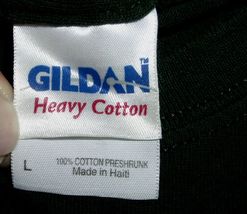 GILDAN™
Heavy Cotton
L
100% COTTON PRESHRUNK
Made in Haiti